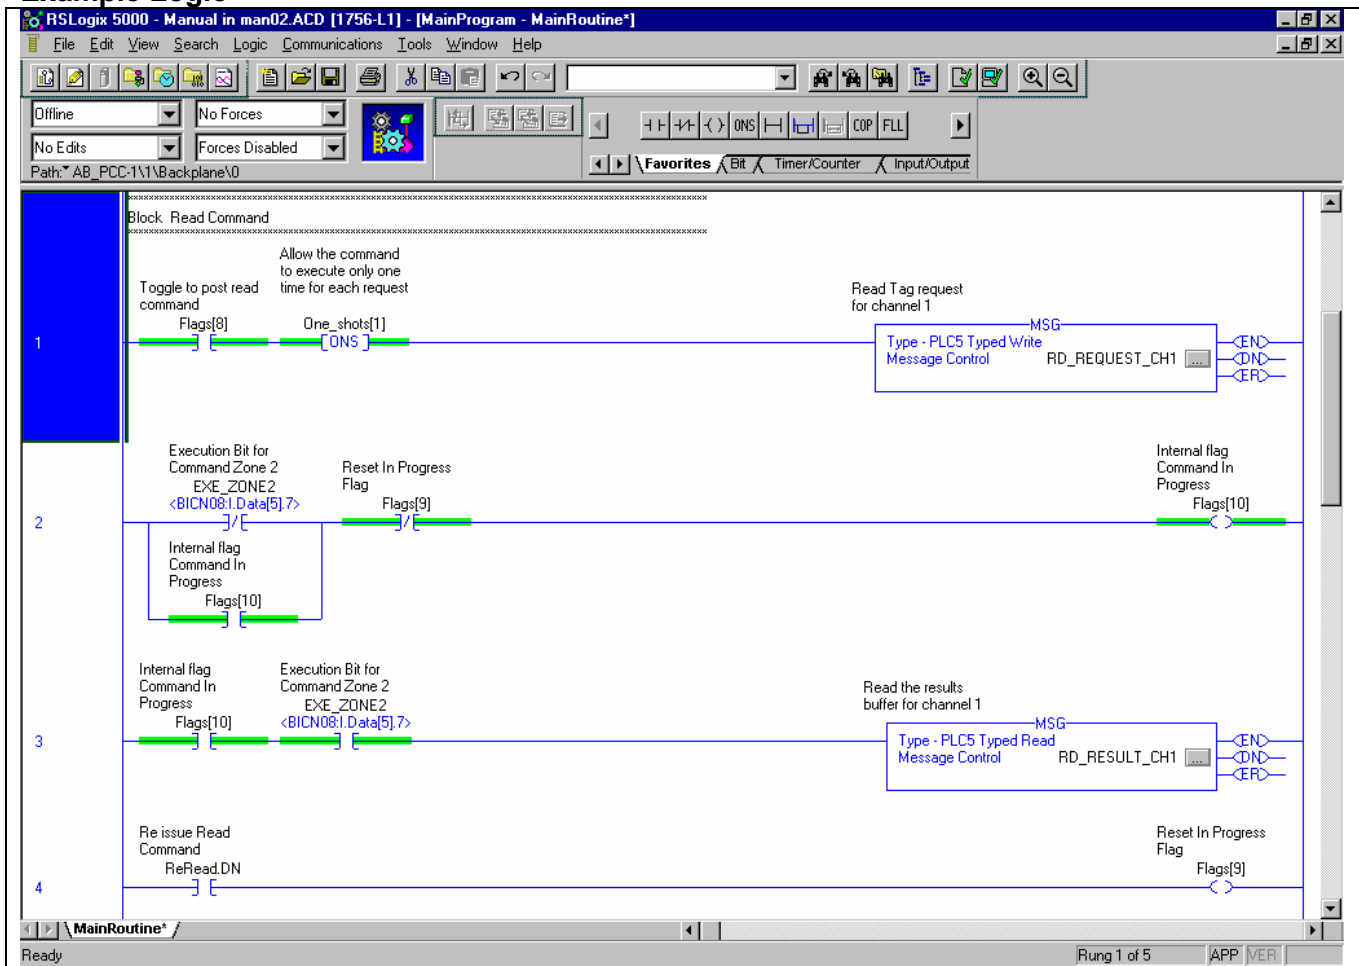 Example Logic
RSLogix 5000 - Manual in man02.ACD [1756-L1] - [MainProgram - MainRoutine*]
File Edit View Search Logic Communications Tools Window Help
Offline No Forces
No Edits Forces Disabled
ONS COP FLL
Path: AB_PCC-1\1\Backplane\0
Favorites Bit Timer/Counter Input/Output
Block Read Command
Allow the command
to execute only one
time for each request
Toggle to post read
command
Flags[8]
One_shots[1]
ONS
Read Tag request
for channel 1
MSG
1
Type - PLC5 Typed Write
Message Control RD_REQUEST_CH1 ...
EN
DN
ER
Execution Bit for
Command Zone 2
EXE_ZONE2
<BICN08:I.Data[5].7>
Reset In Progress
Flag
Flags[9]
Internal flag
Command In
Progress
Flags[10]
2
Internal flag
Command In
Progress
Flags[10]
Internal flag
Command In
Progress
Flags[10]
Execution Bit for
Command Zone 2
EXE_ZONE2
<BICN08:I.Data[5].7>
Read the results
buffer for channel 1
MSG
3
Type - PLC5 Typed Read
Message Control RD_RESULT_CH1 ...
EN
DN
ER
Re issue Read
Command
ReRead.DN
Reset In Progress
Flag
Flags[9]
4
MainRoutine*
Ready Rung 1 of 5 APP VER